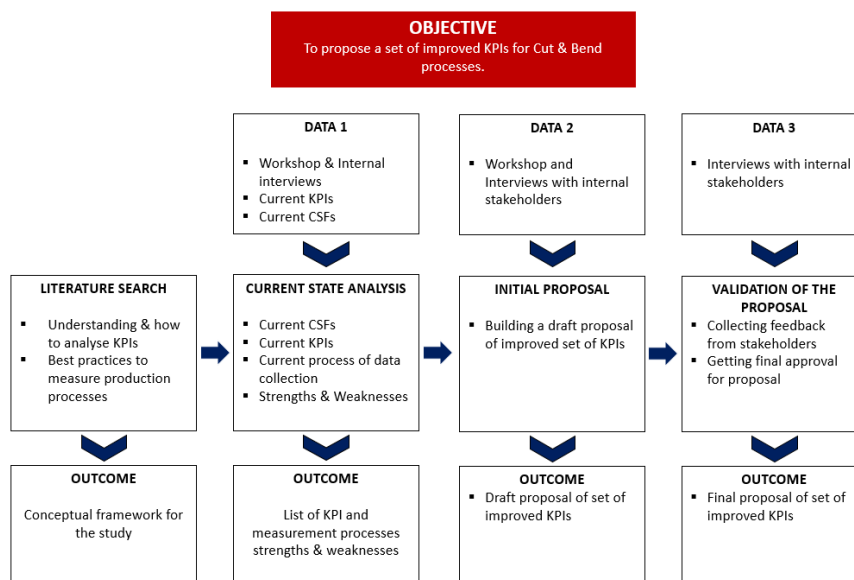 OBJECTIVE
To propose a set of improved KPIs for Cut & Bend
processes.
DATA 1
▪ Workshop & Internal
interviews
▪ Current KPIs
▪ Current CSFs
DATA 2
▪ Workshop and
Interviews with internal
stakeholders
DATA 3
▪ Interviews with internal
stakeholders
LITERATURE SEARCH
▪ Understanding & how
to analyse KPIs
▪ Best practices to
measure production
processes
CURRENT STATE ANALYSIS
▪ Current CSFs
▪ Current KPIs
▪ Current process of data
collection
▪ Strengths & Weaknesses
INITIAL PROPOSAL
▪ Building a draft proposal
of improved set of KPIs
VALIDATION OF THE
PROPOSAL
▪ Collecting feedback
from stakeholders
▪ Getting final approval
for proposal
OUTCOME
Conceptual framework for
the study
OUTCOME
List of KPI and
measurement processes
strengths & weaknesses
OUTCOME
▪ Draft proposal of set of
improved KPIs
OUTCOME
▪ Final proposal of set of
improved KPIs